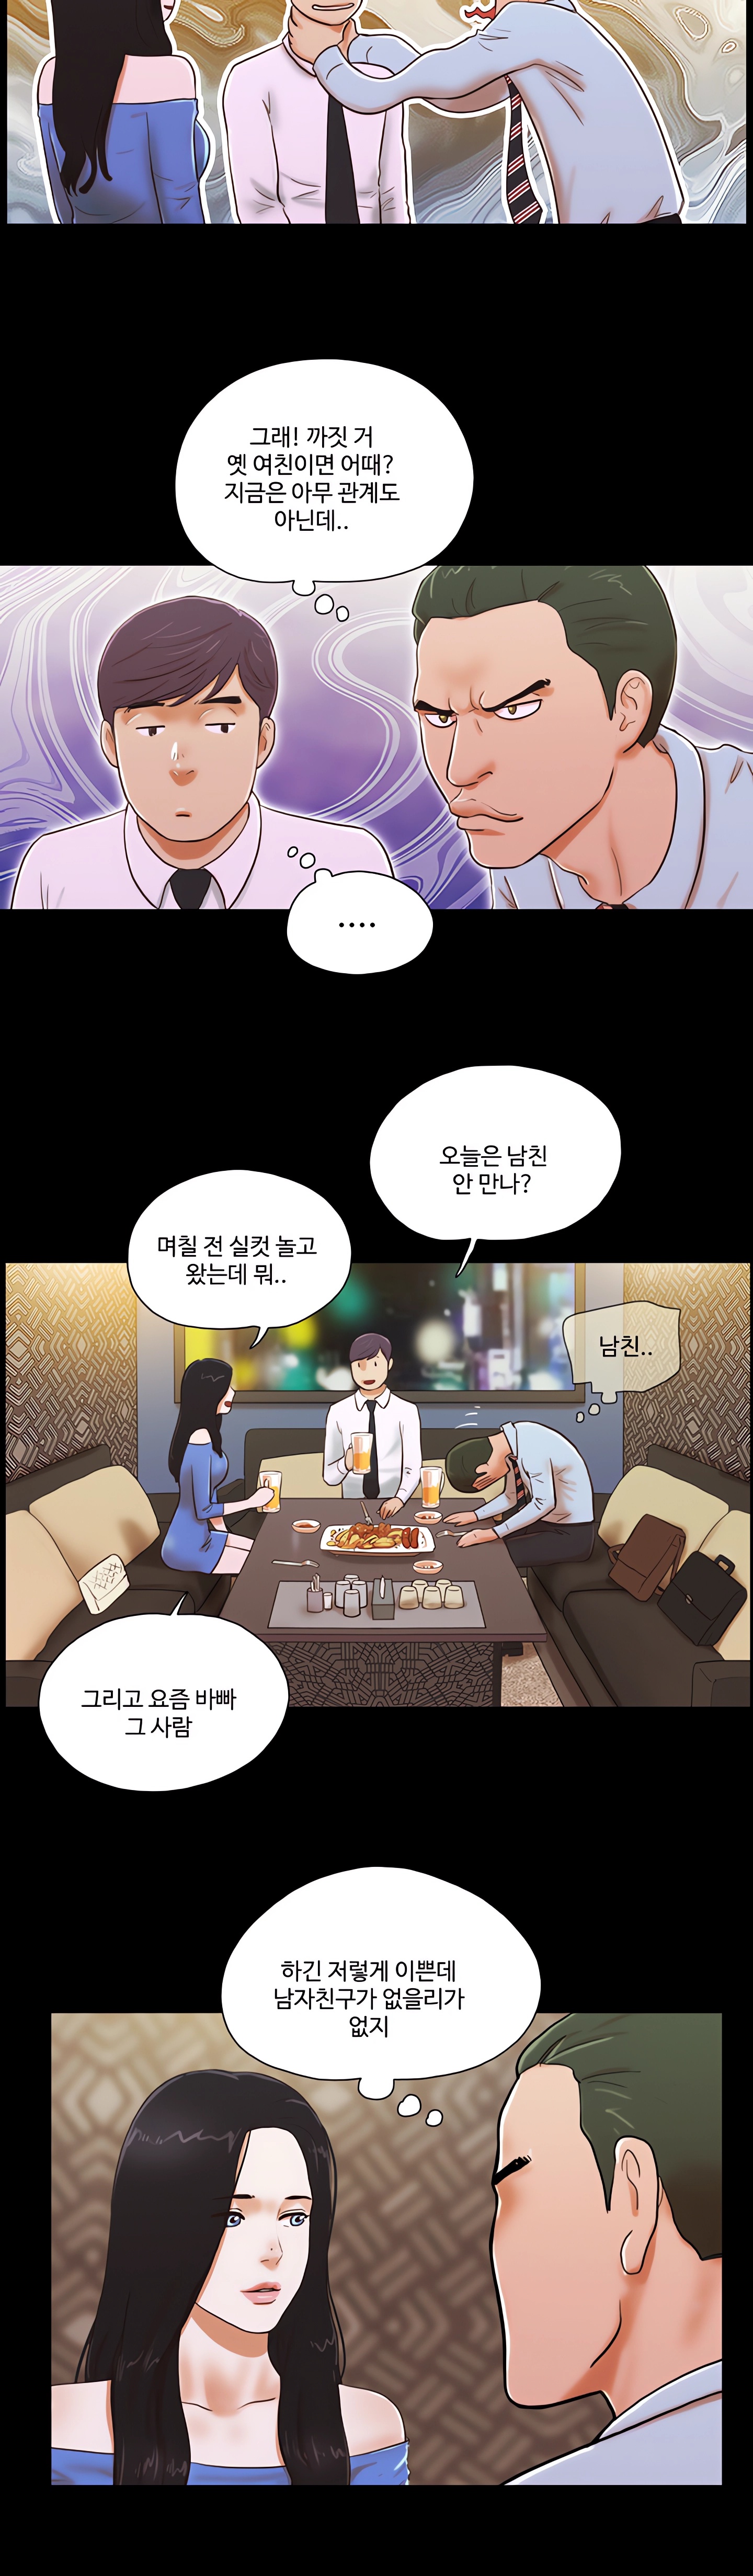 그래! 까짓 거
옛 여친이면 어때?
지금은 아무 관계도
아닌데..
....
오늘은 남친
안 만나?
며칠 전 실컷 놀고
왔는데 뭐..
남친..
그리고 요즘 바빠
그 사람
하긴 저렇게 이쁜데
남자친구가 없을리가
없지